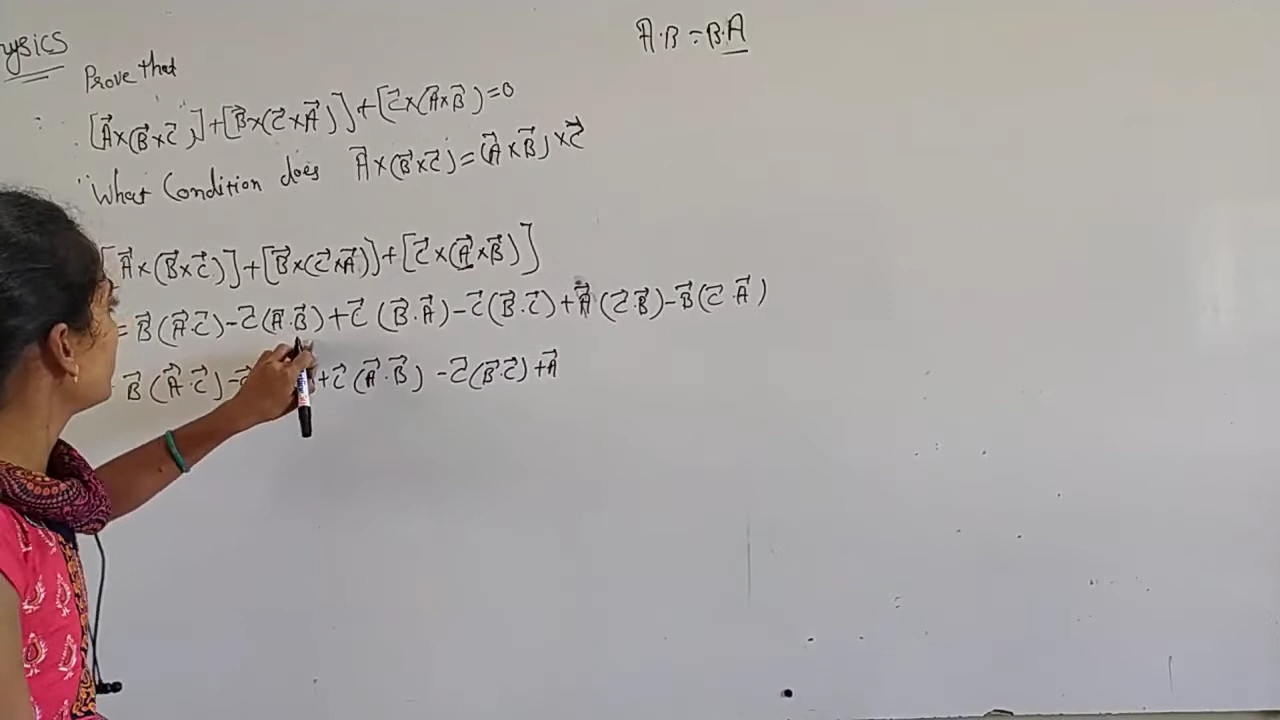 ysics
A·B = B·A
Prove that
[A⃗×(B⃗×C⃗)]+[B⃗×(C⃗×A⃗)]+[C⃗×(A⃗×B⃗)=0
"What Condition does A⃗×(B⃗×C⃗)=(A⃗×B⃗)×C⃗
[A⃗×(B⃗×C⃗)]+[B⃗×(C⃗×A⃗)]+[C⃗×(A⃗×B⃗)]
= B⃗(A⃗·C⃗)-C⃗(A⃗·B⃗)+C⃗(B⃗·A⃗)-C⃗(B⃗·C⃗)+A⃗(C⃗·B⃗)-B⃗(C⃗·A⃗)
B⃗(A⃗·C⃗)-C⃗ +C⃗(A⃗·B⃗) -C⃗(B⃗·C⃗)+A⃗